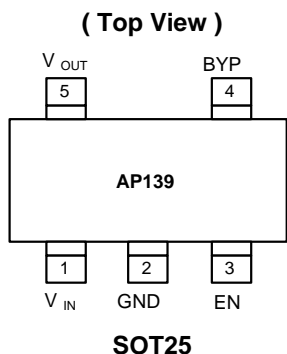 ( Top View )
V OUT BYP
5 4
AP139
1 2 3
V IN GND EN
SOT25